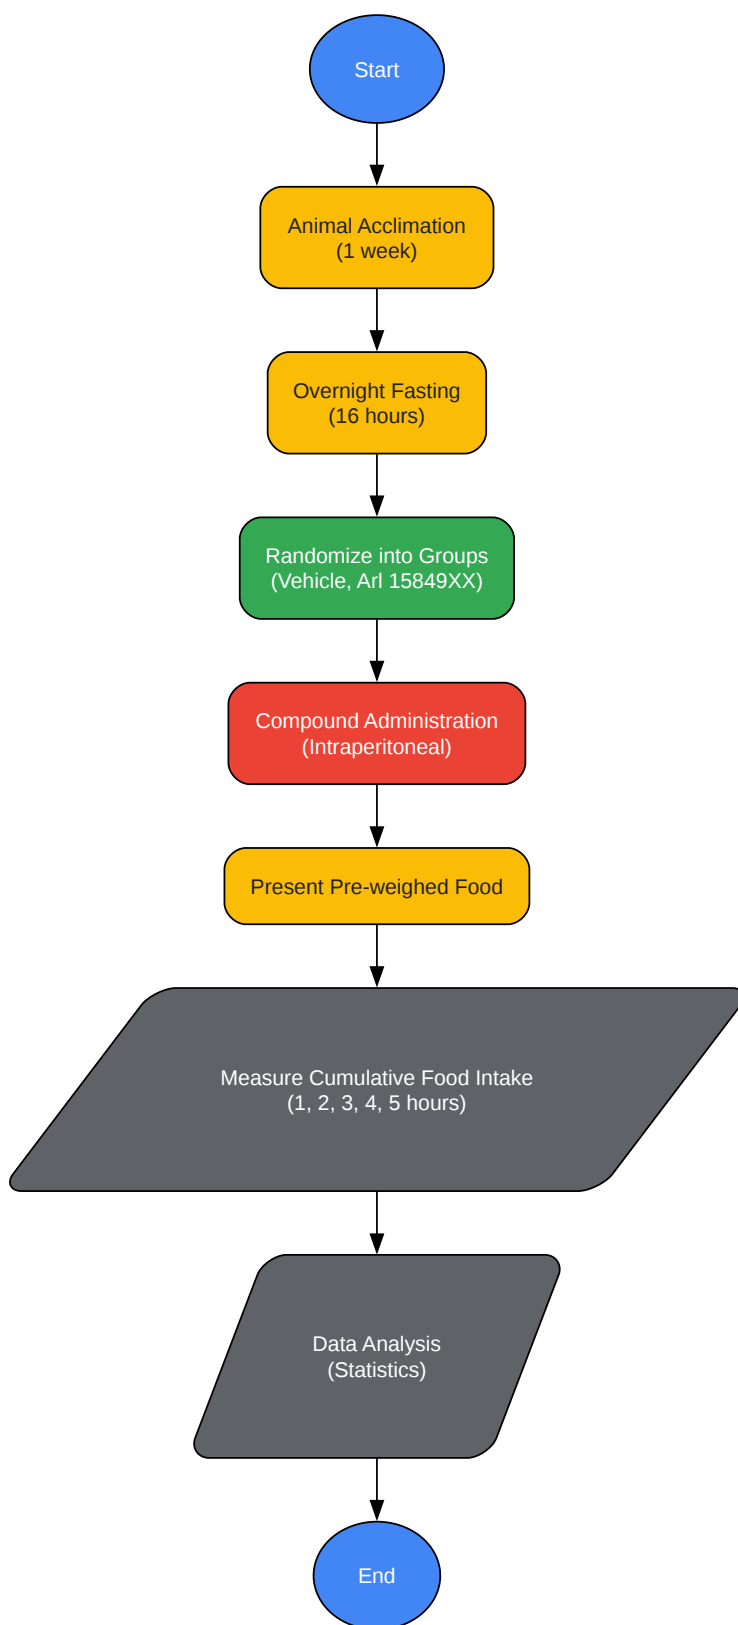 Start
Animal Acclimation
(1 week)
Overnight Fasting
(16 hours)
Randomize into Groups
(Vehicle, Arl 15849XX)
Compound Administration
(Intraperitoneal)
Present Pre-weighed Food
Measure Cumulative Food Intake
(1, 2, 3, 4, 5 hours)
Data Analysis
(Statistics)
End